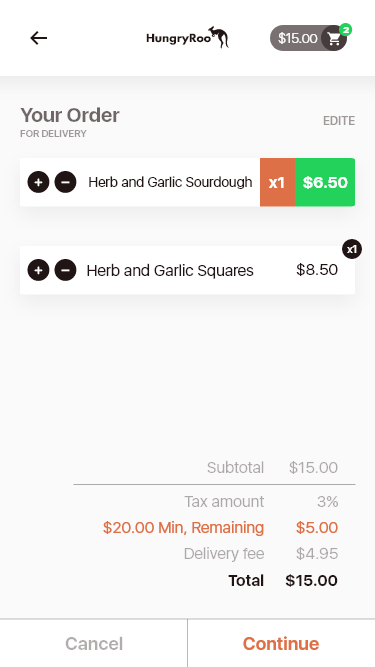 HungryRoo
$15.00
2
Your Order
FOR DELIVERY
EDITE
Herb and Garlic Sourdough x1 $6.50
x1
Herb and Garlic Squares $8.50
Subtotal $15.00
Tax amount 3%
$20.00 Min, Remaining $5.00
Delivery fee $4.95
Total $15.00
Cancel Continue